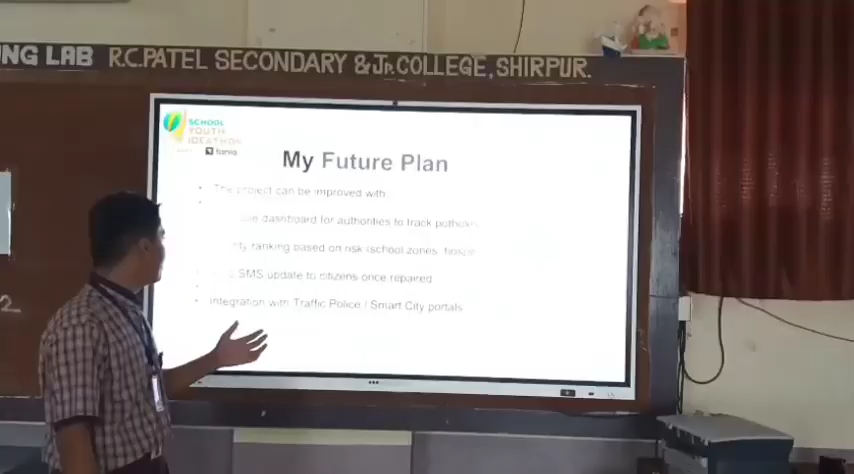 NG LAB R.C.PATEL SECONDARY & JR. COLLEGE, SHIRPUR.
SCHOOL
YOUTH
IDEATHON
My Future Plan
• The project can be improved with:
dashboard for authorities to track potholes
ranking based on risk (school zones,
SMS update to citizens once repaired
• Integration with Traffic Police / Smart City portals
2